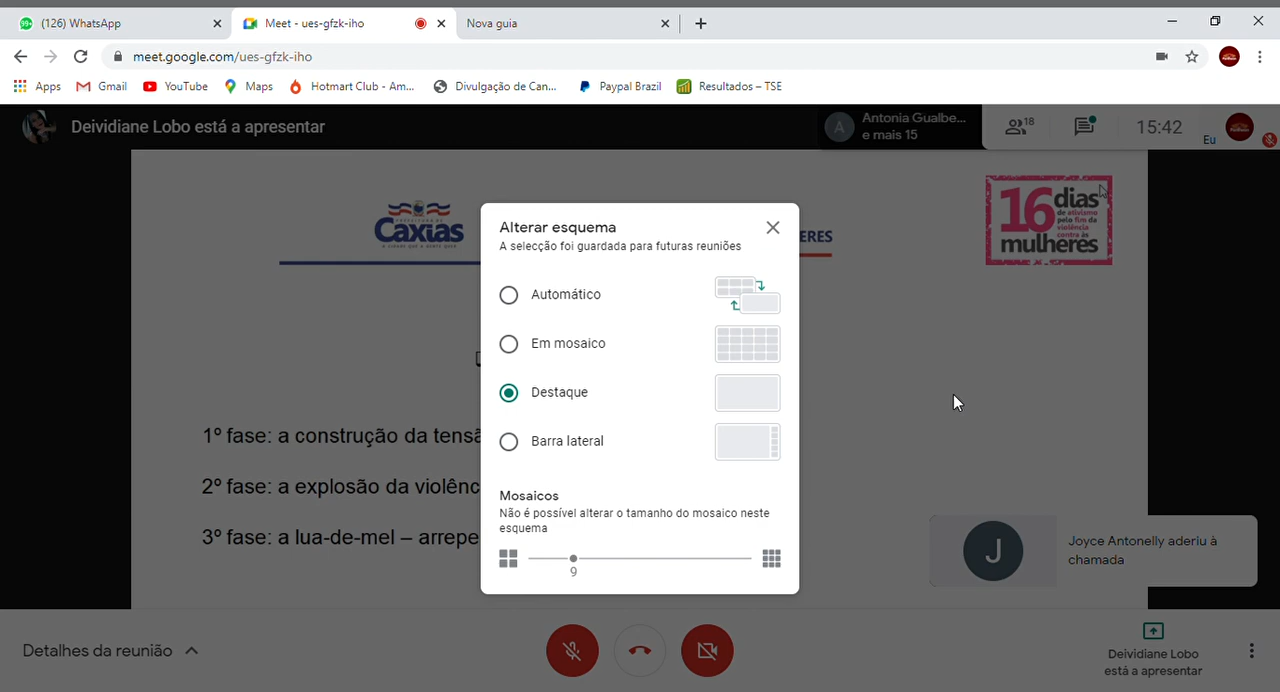 (126) WhatsApp
Meet - ues-gfzk-iho
Nova guia
meet.google.com/ues-gfzk-iho
Apps
Gmail
YouTube
Maps
Hotmart Club - Am...
Divulgação de Can...
Paypal Brazil
Resultados – TSE
Deividiane Lobo está a apresentar
A
Antonia Gualbe...
e mais 15
18
15:42
Eu
PREFEITURA DE
Caxias
ERES
16 dias
de ativismo
pelo fim da
violência
contra às
mulheres
Alterar esquema
A selecção foi guardada para futuras reuniões
Automático
Em mosaico
Destaque
Barra lateral
Mosaicos
Não é possível alterar o tamanho do mosaico neste
esquema
9
1º fase: a construção da tensã
2º fase: a explosão da violênc
3º fase: a lua-de-mel – arrepe
J
Joyce Antonelly aderiu à
chamada
Detalhes da reunião
Deividiane Lobo
está a apresentar